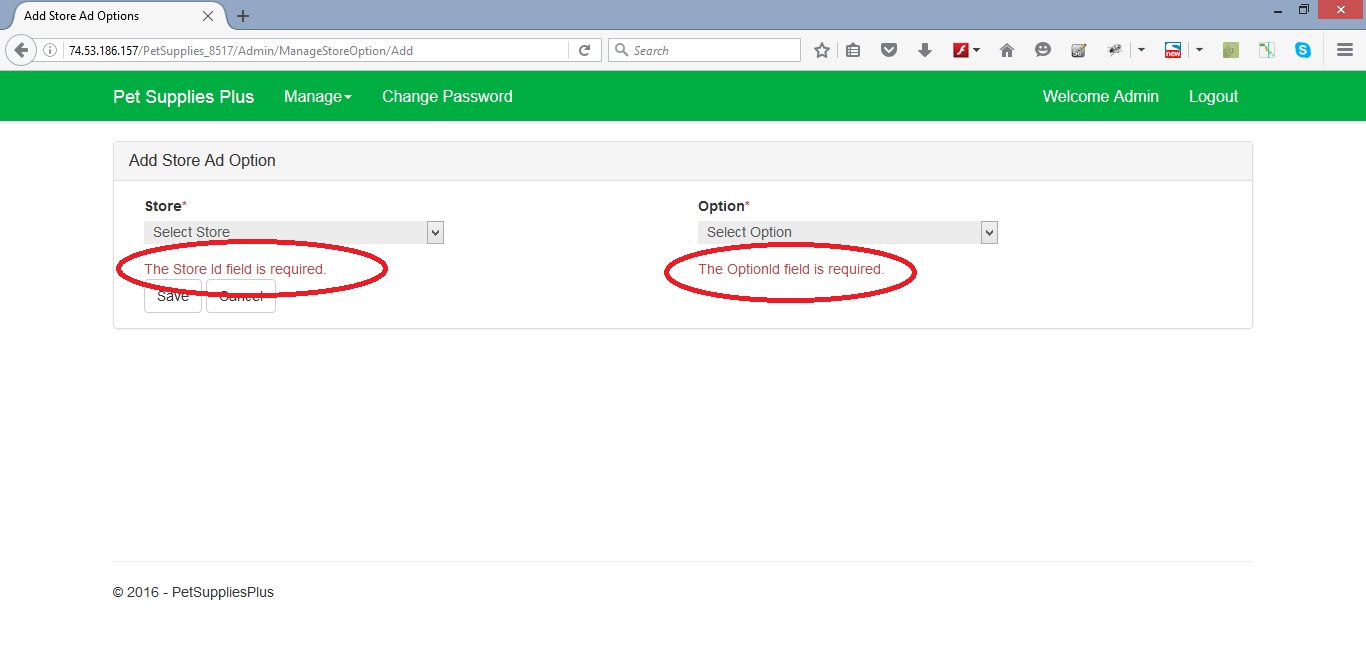 Add Store Ad Options
74.53.186.157/PetSupplies_8517/Admin/ManageStoreOption/Add
Search
new
S
Pet Supplies Plus Manage Change Password Welcome Admin Logout
Add Store Ad Option
Store* Option*
Select Store Select Option
The Store Id field is required. The OptionId field is required.
Save Cancel
© 2016 - PetSuppliesPlus